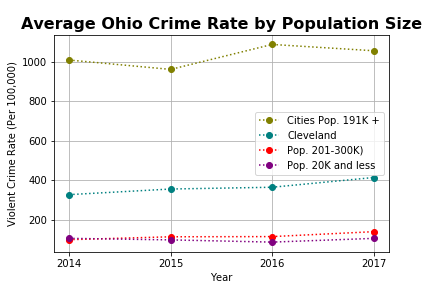 Average Ohio Crime Rate by Population Size
Violent Crime Rate (Per 100,000)
1000
800
600
400
200
Cities Pop. 191K +
Cleveland
Pop. 201-300K)
Pop. 20K and less
2014 2015 2016 2017
Year